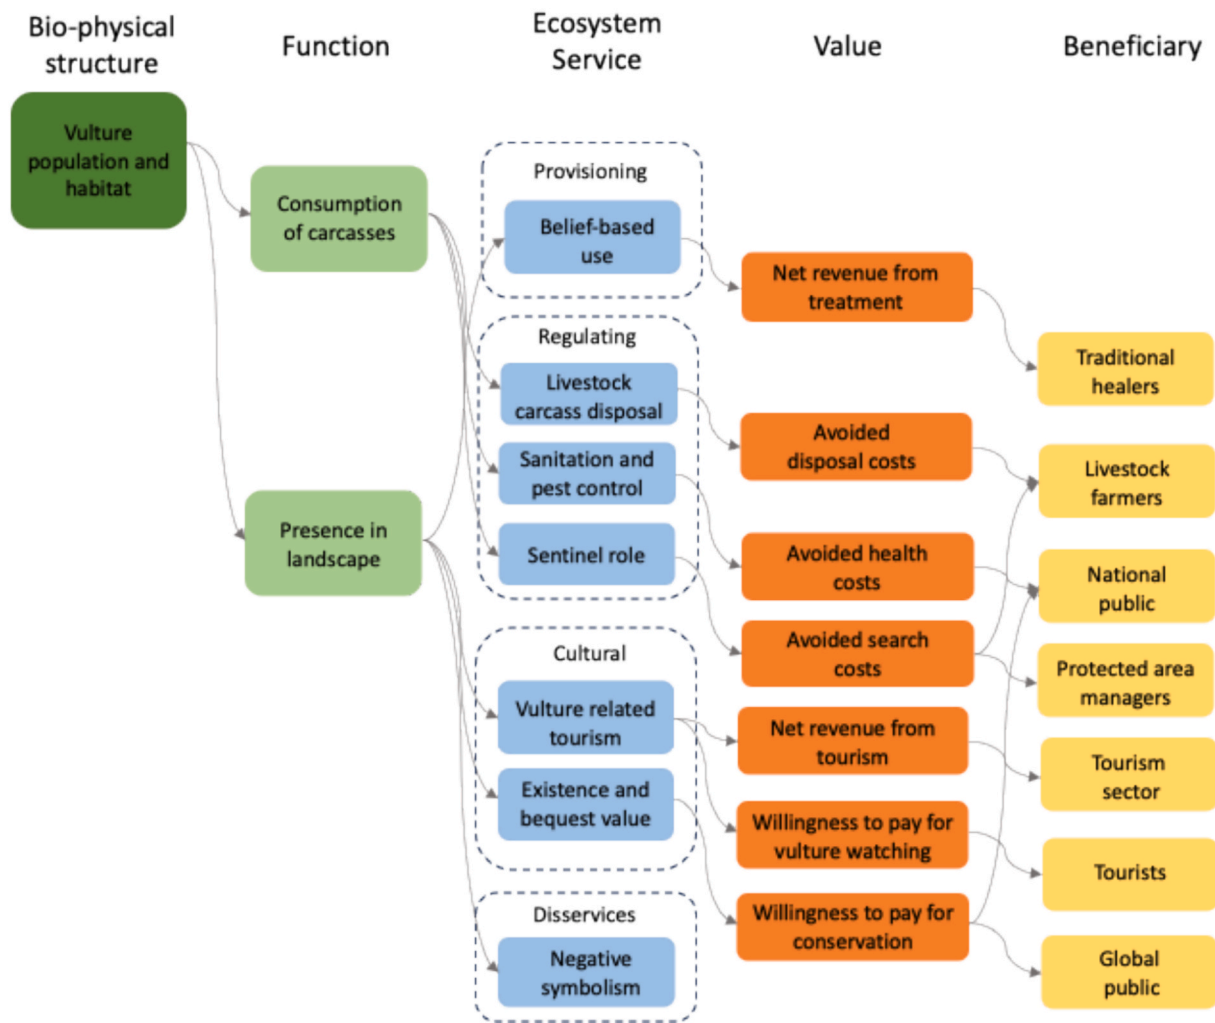 Bio-physical
structure
Function
Ecosystem
Service
Value
Beneficiary
Vulture
population and
habitat
Consumption
of carcasses
Presence in
landscape
Provisioning
Belief-based
use
Regulating
Livestock
carcass disposal
Sanitation and
pest control
Sentinel role
Cultural
Vulture related
tourism
Existence and
bequest value
Disservices
Negative
symbolism
Net revenue from
treatment
Avoided
disposal costs
Avoided health
costs
Avoided search
costs
Net revenue from
tourism
Willingness to pay for
vulture watching
Willingness to pay for
conservation
Traditional
healers
Livestock
farmers
National
public
Protected area
managers
Tourism
sector
Tourists
Global
public